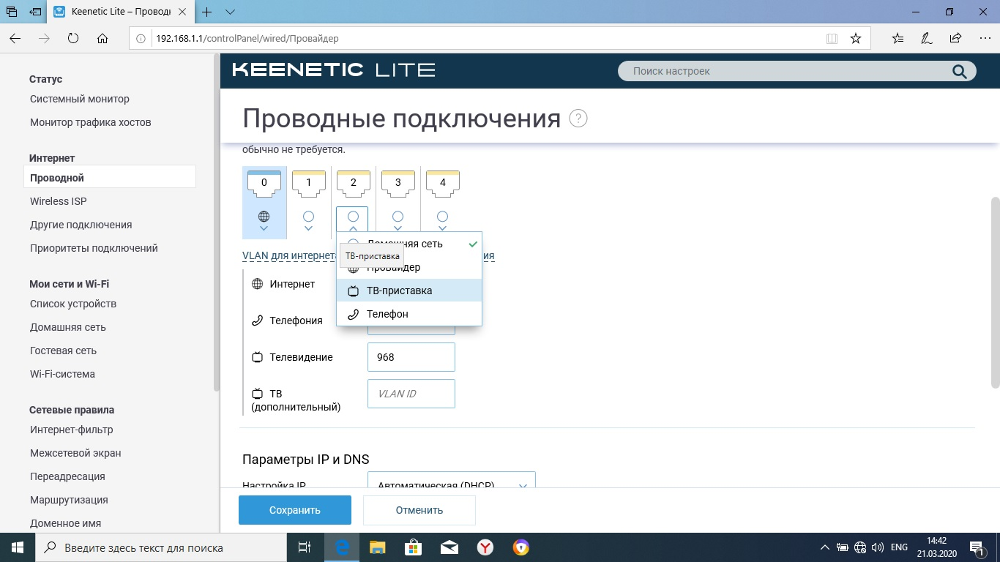 Keenetic Lite – Провод
192.168.1.1/controlPanel/wired/Провайдер
Статус
Системный монитор
Монитор трафика хостов
Интернет
Проводной
Wireless ISP
Другие подключения
Приоритеты подключений
Мои сети и Wi-Fi
Список устройств
Домашняя сеть
Гостевая сеть
Wi-Fi-система
Сетевые правила
Интернет-фильтр
Межсетевой экран
Переадресация
Маршрутизация
Доменное имя
KEENETIC LITE
Поиск настроек
Проводные подключения ?
обычно не требуется.
0 1 2 3 4
Домашняя сеть
ТВ-приставка
Провайдер
ТВ-приставка
Телефон
VLAN для интернет
Интернет
Телефония
Телевидение 968
ТВ VLAN ID
(дополнительный)
Параметры IP и DNS
Настройка IP Автоматическая (DHCP)
Сохранить Отменить
Введите здесь текст для поиска
ENG
14:42
21.03.2020
1